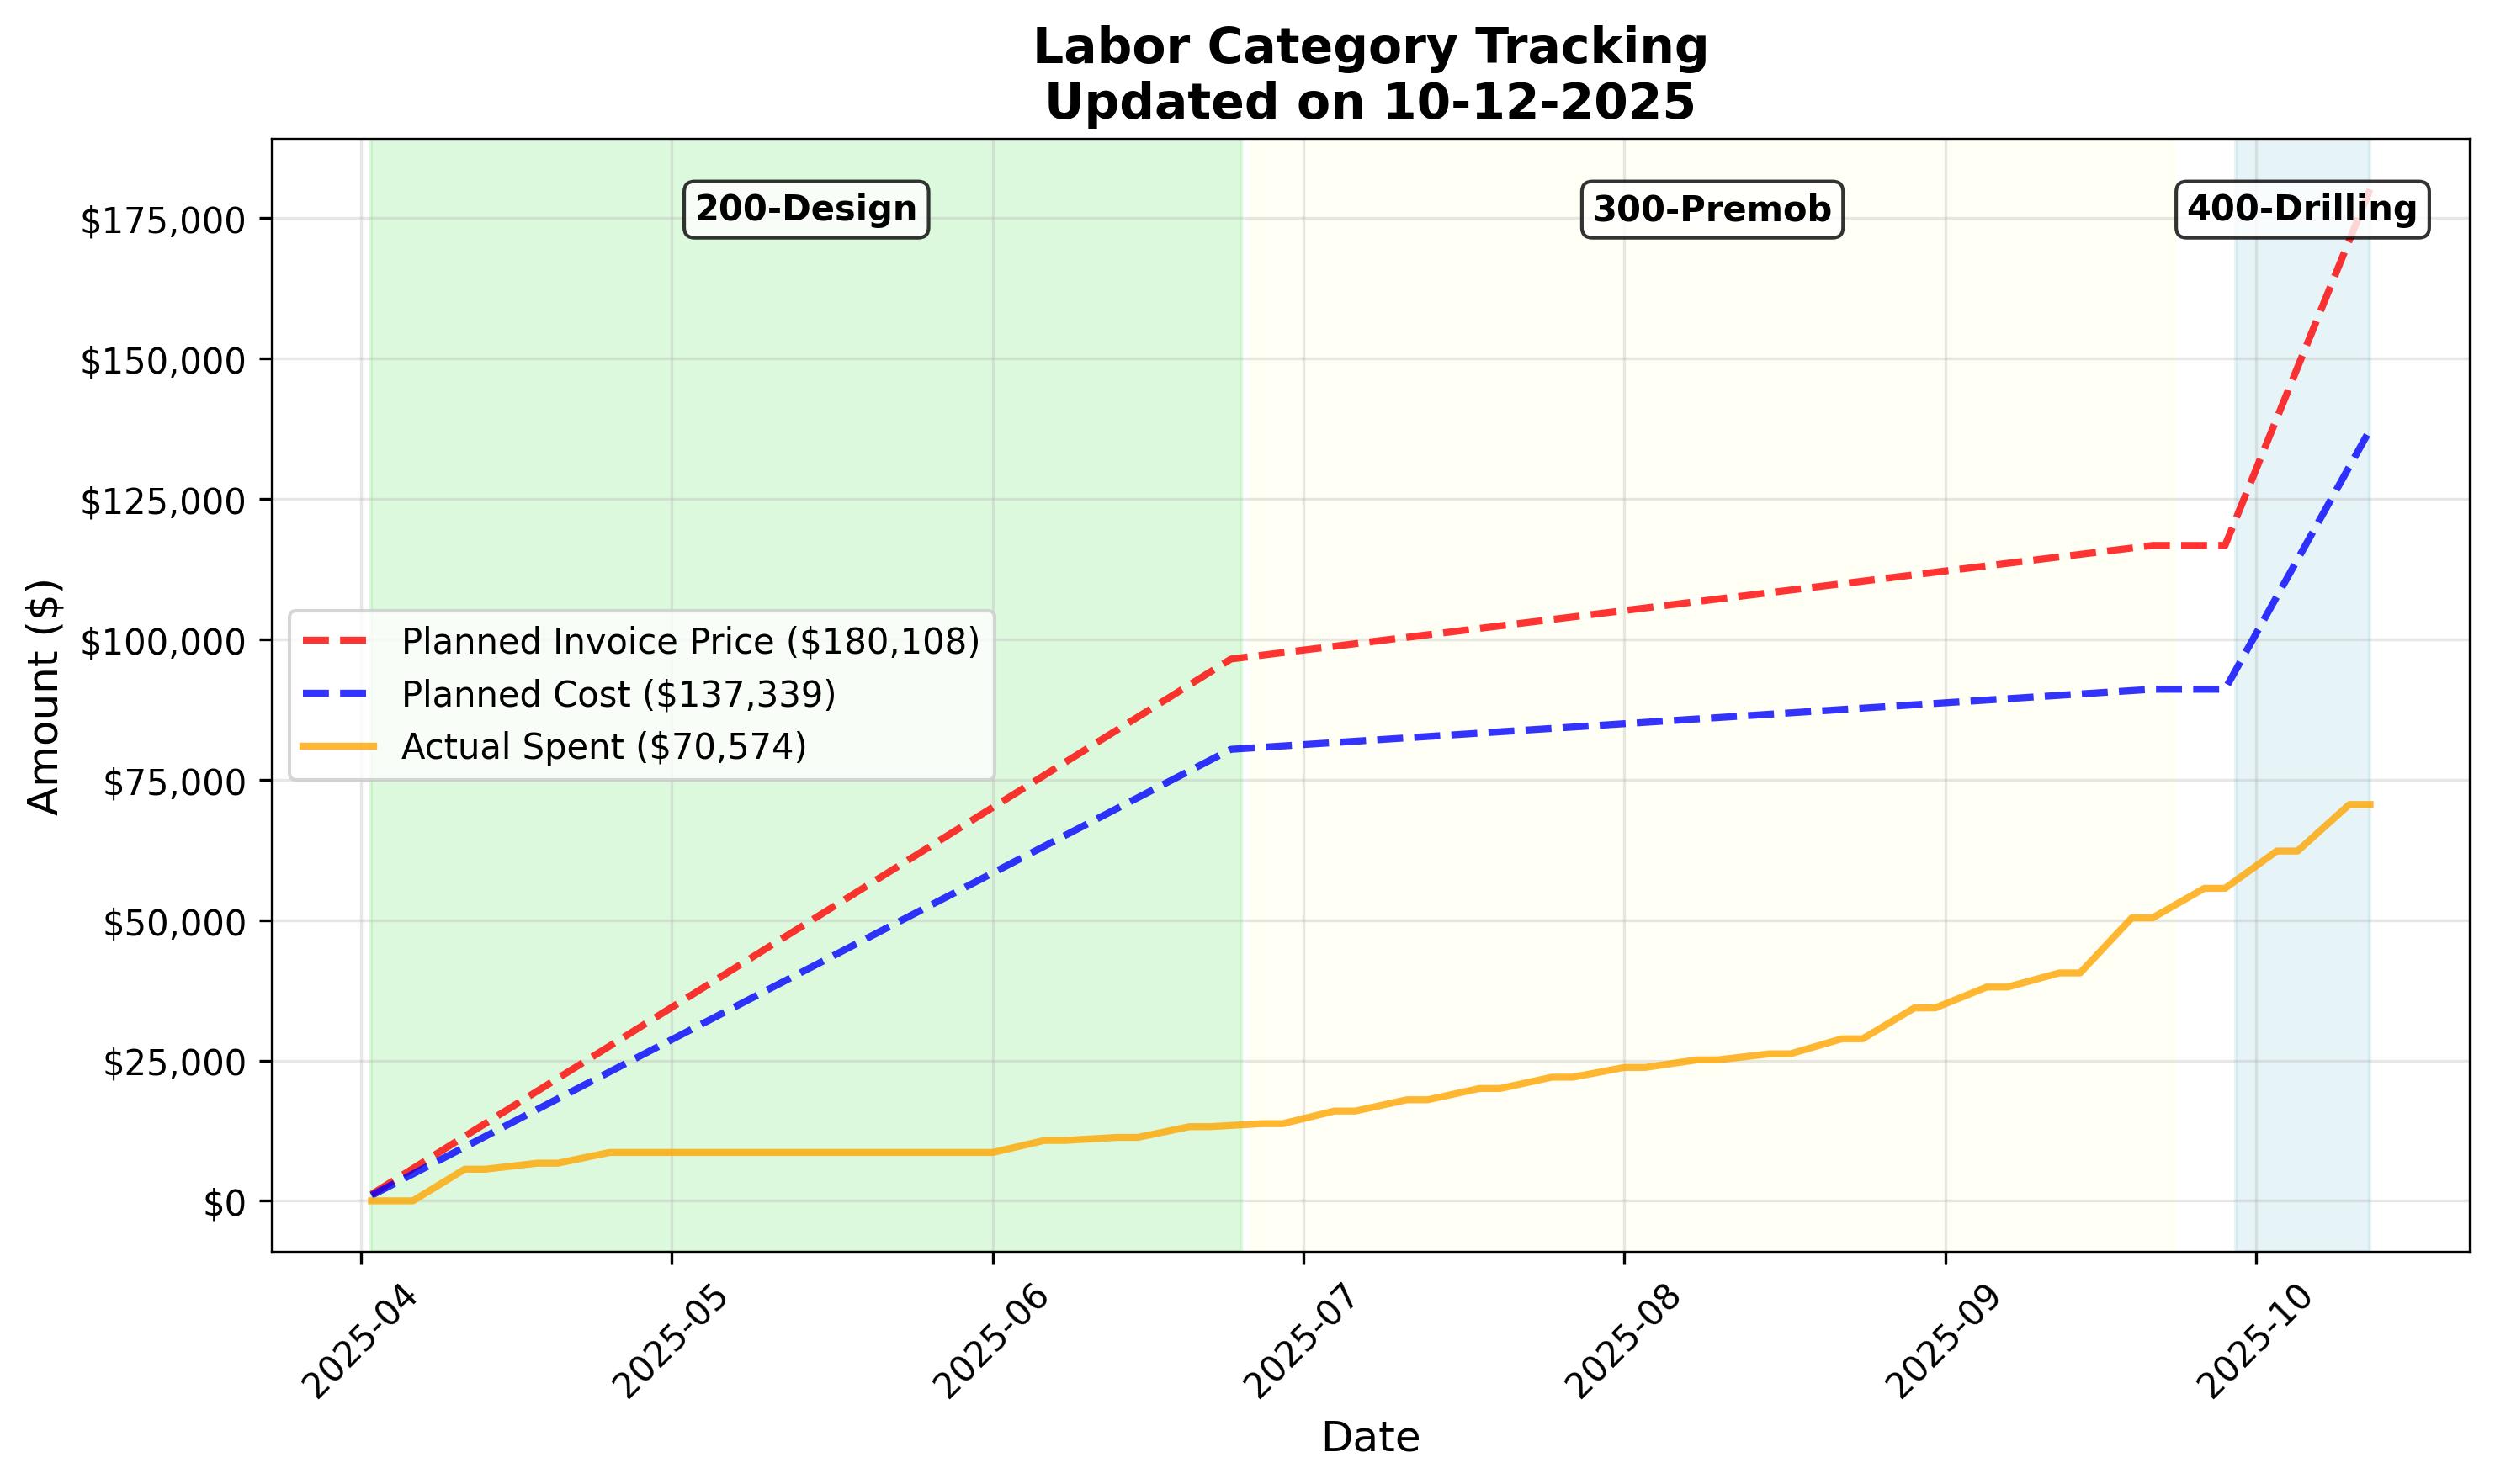 Labor Category Tracking
Updated on 10-12-2025
200-Design
300-Premob
400-Drilling
$175,000
$150,000
$125,000
$100,000
$75,000
$50,000
$25,000
$0
Amount ($)
Planned Invoice Price ($180,108)
Planned Cost ($137,339)
Actual Spent ($70,574)
2025-04
2025-05
2025-06
2025-07
2025-08
2025-09
2025-10
Date